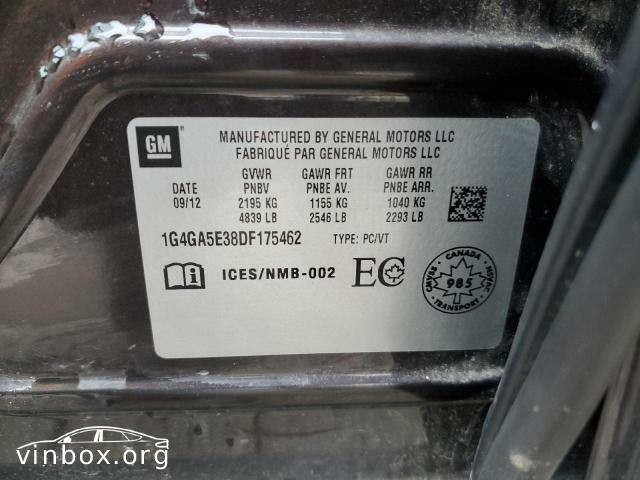 GM
MANUFACTURED BY GENERAL MOTORS LLC
FABRIQUÉ PAR GENERAL MOTORS LLC
GVWR GAWR FRT GAWR RR
DATE PNBV PNBE AV. PNBE ARR.
09/12 2195 KG 1155 KG 1040 KG
4839 LB 2546 LB 2293 LB
1G4GA5E38DF175462 TYPE: PC/VT
ICES/NMB-002 EC
CANADA
CMVSS 985 NSVAC
TRANSPORT
vinbox.org